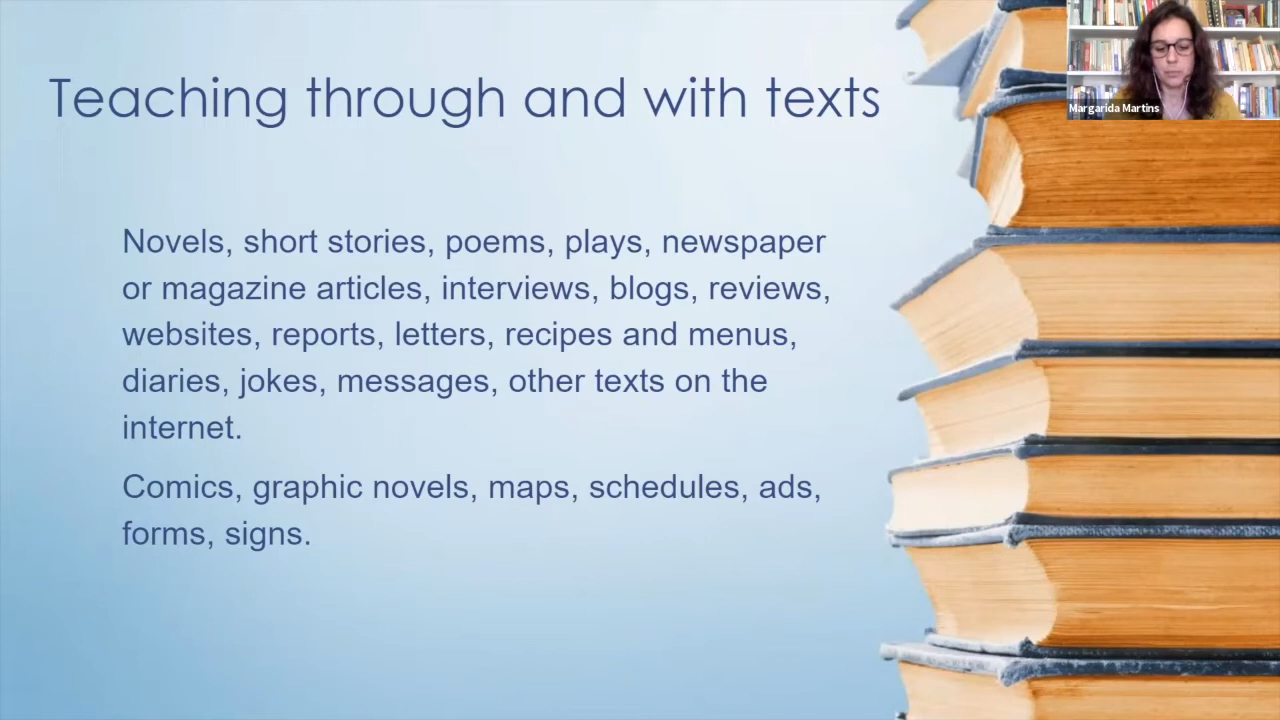 Teaching through and with texts
Margarida Martins
Novels, short stories, poems, plays, newspaper
or magazine articles, interviews, blogs, reviews,
websites, reports, letters, recipes and menus,
diaries, jokes, messages, other texts on the
internet.
Comics, graphic novels, maps, schedules, ads,
forms, signs.